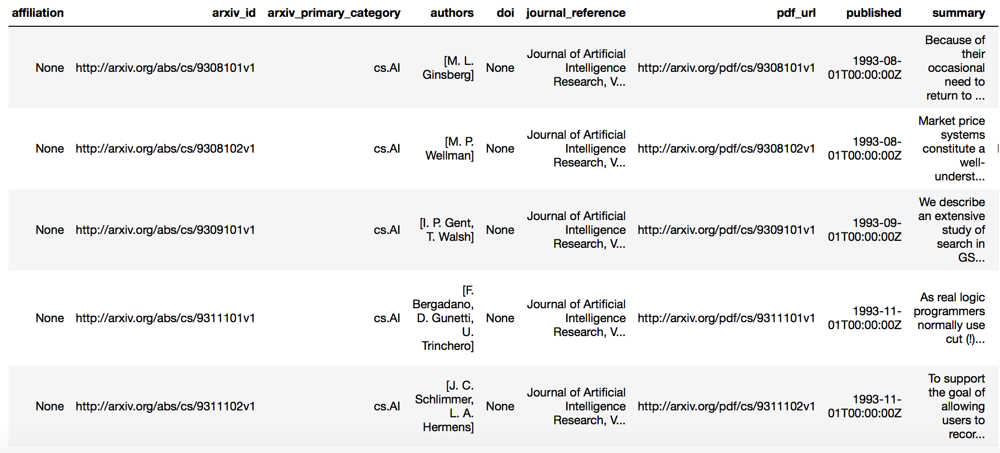 affiliation arxiv_id arxiv_primary_category authors doi journal_reference pdf_url published summary
None http://arxiv.org/abs/cs/9308101v1 cs.AI [M. L. Ginsberg] None Journal of Artificial Intelligence Research, V... http://arxiv.org/pdf/cs/9308101v1 1993-08-01T00:00:00Z Because of their occasional need to return to ...
None http://arxiv.org/abs/cs/9308102v1 cs.AI [M. P. Wellman] None Journal of Artificial Intelligence Research, V... http://arxiv.org/pdf/cs/9308102v1 1993-08-01T00:00:00Z Market price systems constitute a well-underst...
None http://arxiv.org/abs/cs/9309101v1 cs.AI [I. P. Gent, T. Walsh] None Journal of Artificial Intelligence Research, V... http://arxiv.org/pdf/cs/9309101v1 1993-09-01T00:00:00Z We describe an extensive study of search in GS...
None http://arxiv.org/abs/cs/9311101v1 cs.AI [F. Bergadano, D. Gunetti, U. Trinchero] None Journal of Artificial Intelligence Research, V... http://arxiv.org/pdf/cs/9311101v1 1993-11-01T00:00:00Z As real logic programmers normally use cut (!)...
None http://arxiv.org/abs/cs/9311102v1 cs.AI [J. C. Schlimmer, L. A. Hermens] None Journal of Artificial Intelligence Research, V... http://arxiv.org/pdf/cs/9311102v1 1993-11-01T00:00:00Z To support the goal of allowing users to recor...